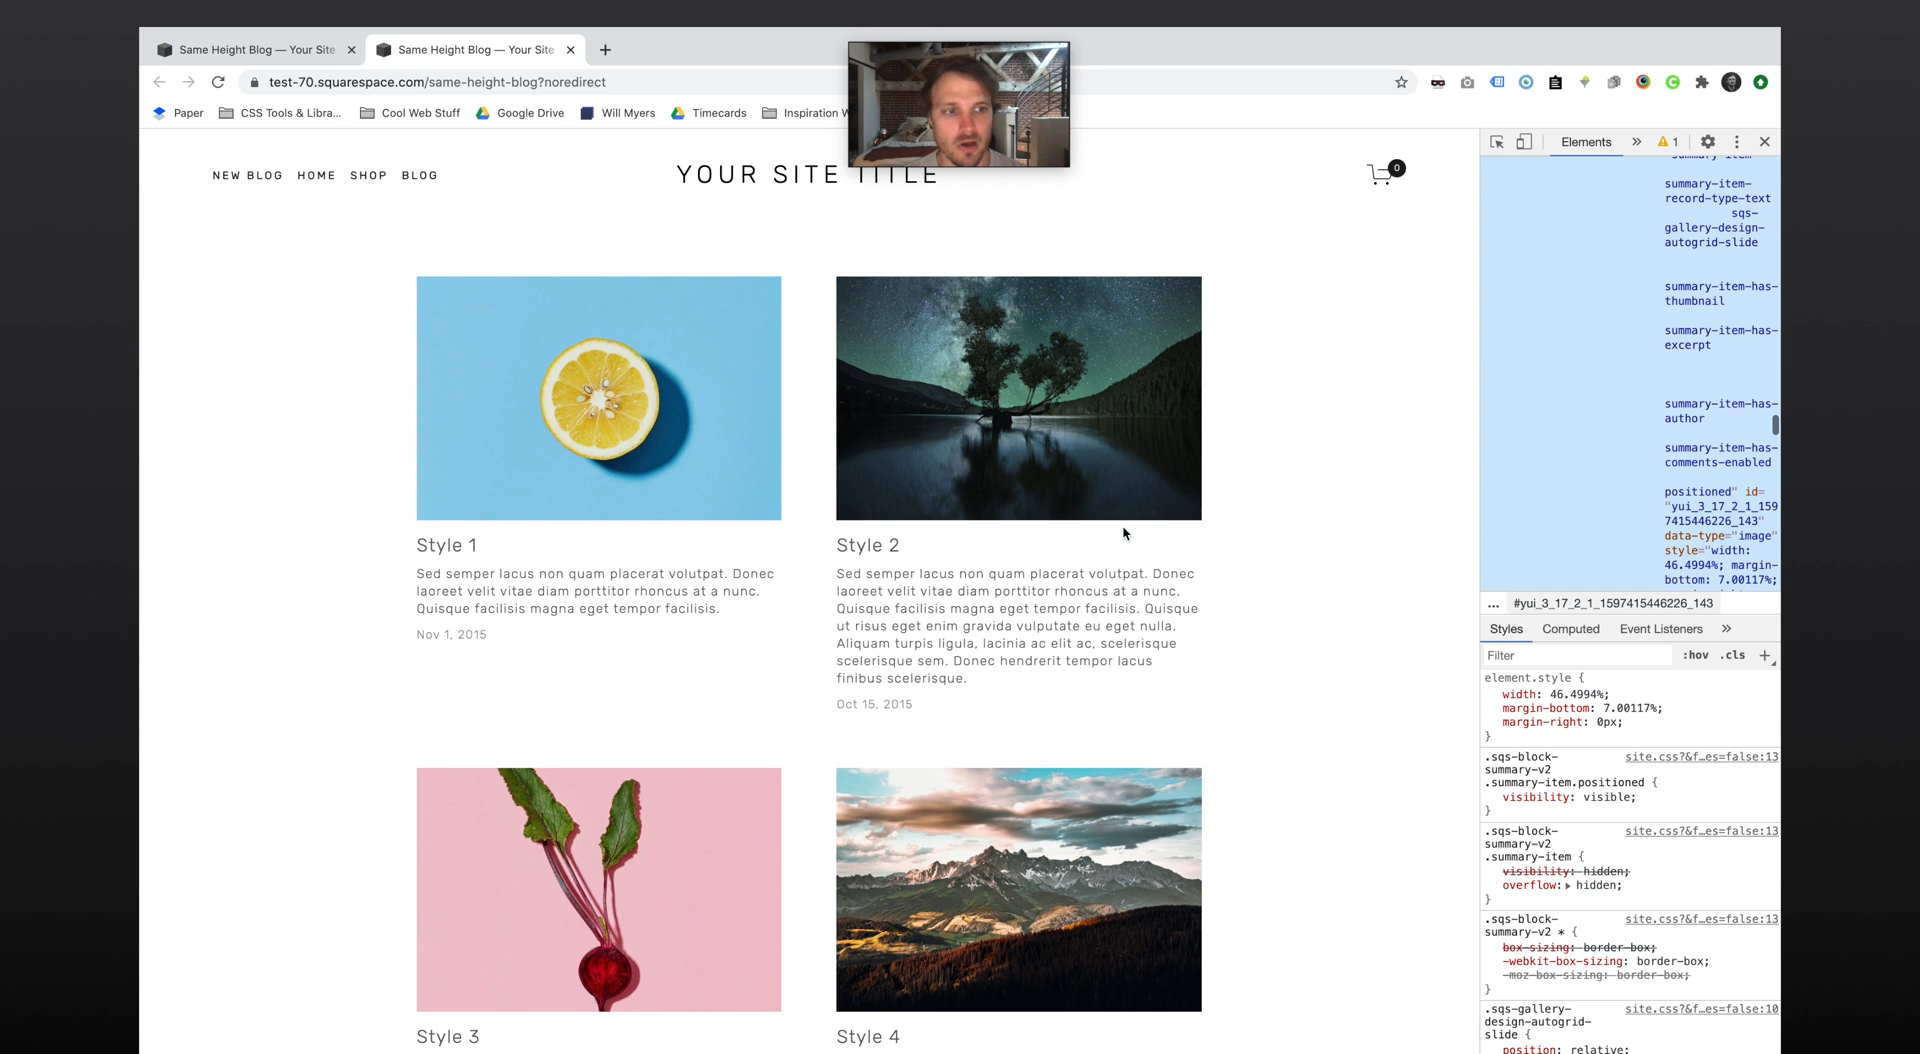 Same Height Blog — Your Site
Same Height Blog — Your Site
test-70.squarespace.com/same-height-blog?noredirect
Paper
CSS Tools & Libra...
Cool Web Stuff
Google Drive
Will Myers
Timecards
Inspiration W
NEW BLOG HOME SHOP BLOG
YOUR SITE TITLE
0
Style 1
Sed semper lacus non quam placerat volutpat. Donec
laoreet velit vitae diam porttitor rhoncus at a nunc.
Quisque facilisis magna eget tempor facilisis.
Nov 1, 2015
Style 2
Sed semper lacus non quam placerat volutpat. Donec
laoreet velit vitae diam porttitor rhoncus at a nunc.
Quisque facilisis magna eget tempor facilisis. Quisque
ut risus eget enim gravida vulputate eu eget nulla.
Aliquam turpis ligula, lacinia ac elit ac, scelerisque
scelerisque sem. Donec hendrerit tempor lacus
finibus scelerisque.
Oct 15, 2015
Style 3
Style 4
Elements » 1
summary-item
summary-item-
record-type-text
sqs-
gallery-design-
autogrid-slide
summary-item-has-
thumbnail
summary-item-has-
excerpt
summary-item-has-
author
summary-item-has-
comments-enabled
positioned" id=
"yui_3_17_2_1_159
7415446226_143"
data-type="image"
style="width:
46.4994%; margin-
bottom: 7.00117%;
... #yui_3_17_2_1_1597415446226_143
Styles Computed Event Listeners »
Filter :hov .cls +
element.style {
width: 46.4994%;
margin-bottom: 7.00117%;
margin-right: 0px;
}
.sqs-block- site.css?&f…es=false:13
summary-v2
.summary-item.positioned {
visibility: visible;
}
.sqs-block- site.css?&f…es=false:13
summary-v2
.summary-item {
visibility: hidden;
overflow: hidden;
}
.sqs-block- site.css?&f…es=false:13
summary-v2 * {
box-sizing: border-box;
-webkit-box-sizing: border-box;
-moz-box-sizing: border-box;
}
.sqs-gallery- site.css?&f…es=false:10
design-autogrid-
slide {
position: relative;